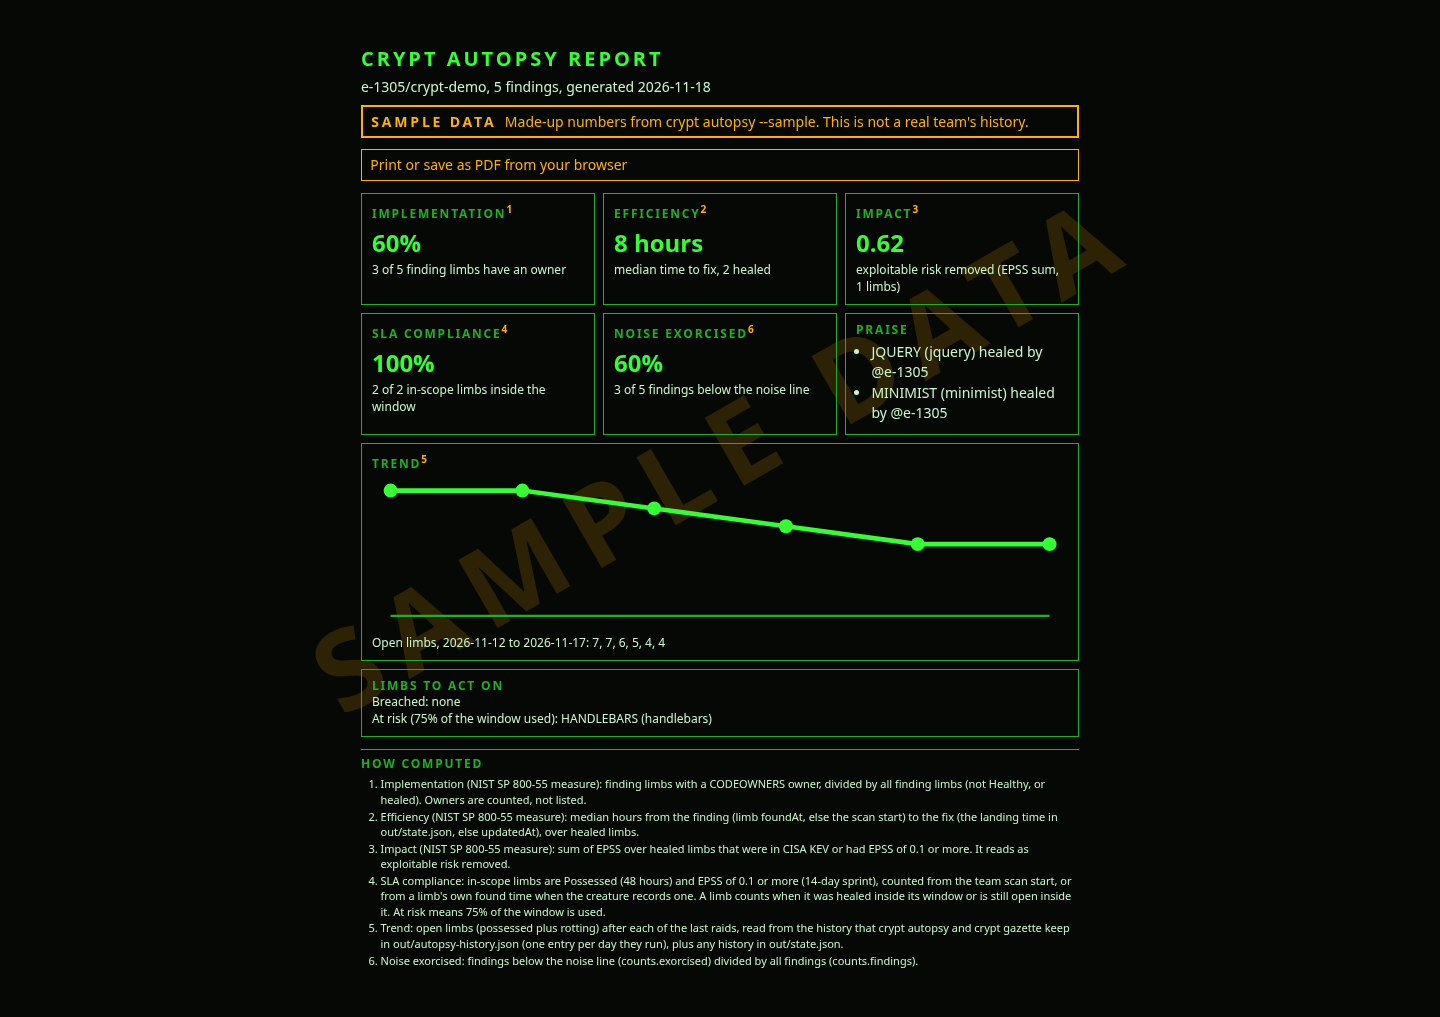 CRYPT AUTOPSY REPORT
e-1305/crypt-demo, 5 findings, generated 2026-11-18
SAMPLE DATA Made-up numbers from crypt autopsy --sample. This is not a real team's history.
Print or save as PDF from your browser
IMPLEMENTATION1
60%
3 of 5 finding limbs have an owner
EFFICIENCY2
8 hours
median time to fix, 2 healed
IMPACT3
0.62
exploitable risk removed (EPSS sum,
1 limbs)
SLA COMPLIANCE4
100%
2 of 2 in-scope limbs inside the
window
NOISE EXORCISED6
60%
3 of 5 findings below the noise line
PRAISE
• JQUERY (jquery) healed by
@e-1305
• MINIMIST (minimist) healed
by @e-1305
TREND5
Open limbs, 2026-11-12 to 2026-11-17: 7, 7, 6, 5, 4, 4
LIMBS TO ACT ON
Breached: none
At risk (75% of the window used): HANDLEBARS (handlebars)
HOW COMPUTED
1. Implementation (NIST SP 800-55 measure): finding limbs with a CODEOWNERS owner, divided by all finding limbs (not Healthy, or
healed). Owners are counted, not listed.
2. Efficiency (NIST SP 800-55 measure): median hours from the finding (limb foundAt, else the scan start) to the fix (the landing time in
out/state.json, else updatedAt), over healed limbs.
3. Impact (NIST SP 800-55 measure): sum of EPSS over healed limbs that were in CISA KEV or had EPSS of 0.1 or more. It reads as
exploitable risk removed.
4. SLA compliance: in-scope limbs are Possessed (48 hours) and EPSS of 0.1 or more (14-day sprint), counted from the team scan start, or
from a limb's own found time when the creature records one. A limb counts when it was healed inside its window or is still open inside
it. At risk means 75% of the window is used.
5. Trend: open limbs (possessed plus rotting) after each of the last raids, read from the history that crypt autopsy and crypt gazette keep
in out/autopsy-history.json (one entry per day they run), plus any history in out/state.json.
6. Noise exorcised: findings below the noise line (counts.exorcised) divided by all findings (counts.findings).
SAMPLE DATA